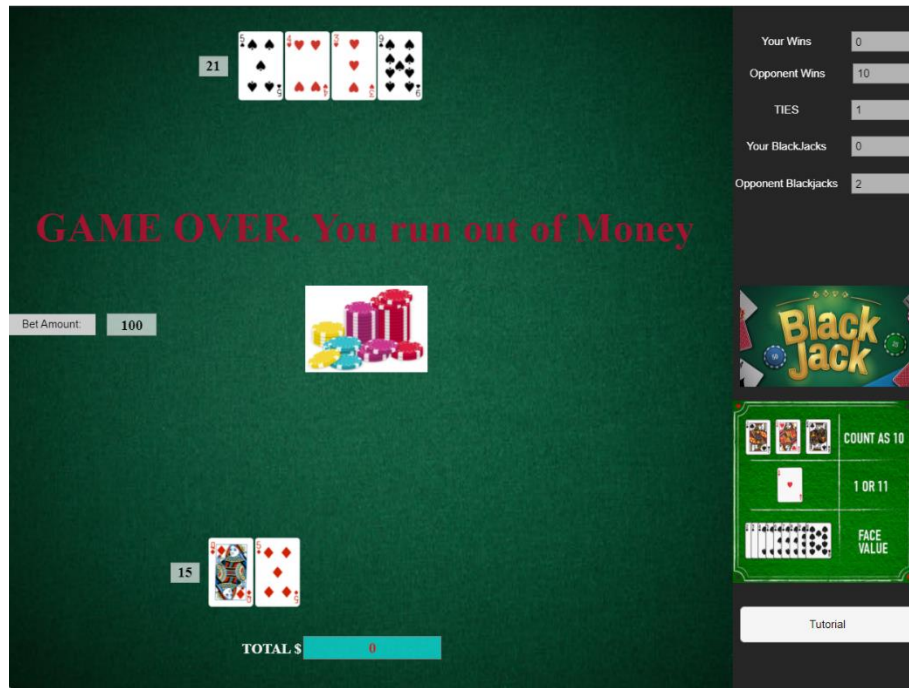 Your Wins 0
21
Opponent Wins 10
TIES 1
Your BlackJacks 0
Opponent Blackjacks 2
GAME OVER. You run out of Money
Bet Amount: 100
Black
Jack
COUNT AS 10
1 OR 11
FACE
VALUE
15
Tutorial
TOTAL $ 0